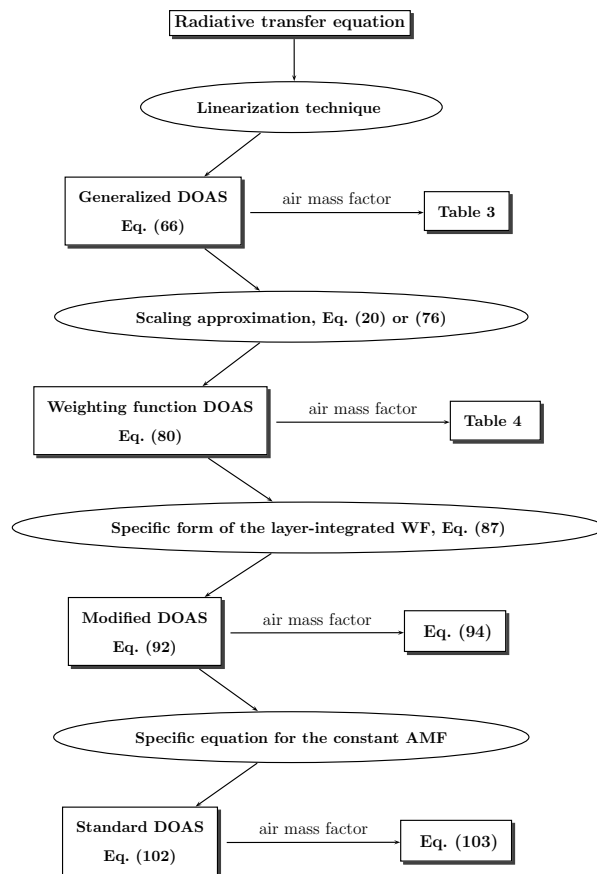 Radiative transfer equation
Linearization technique
Generalized DOAS
Eq. (66)
air mass factor
Table 3
Scaling approximation, Eq. (20) or (76)
Weighting function DOAS
Eq. (80)
air mass factor
Table 4
Specific form of the layer-integrated WF, Eq. (87)
Modified DOAS
Eq. (92)
air mass factor
Eq. (94)
Specific equation for the constant AMF
Standard DOAS
Eq. (102)
air mass factor
Eq. (103)